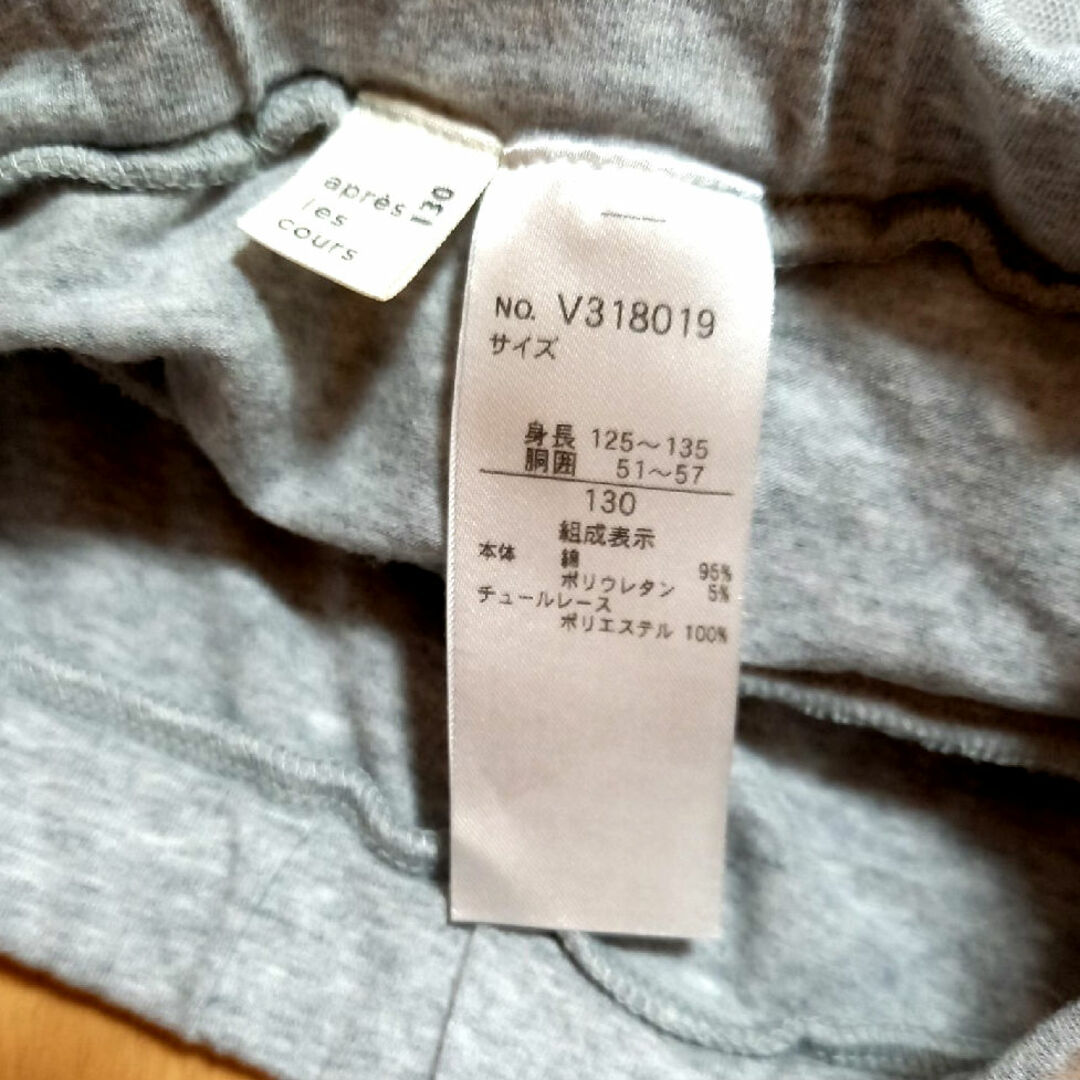 après
les
cours
130
NO. V318019
サイズ
身長 125～135
胴囲 51～57
130
組成表示
本体 綿 95%
ポリウレタン 5%
チュールレース
ポリエステル 100%